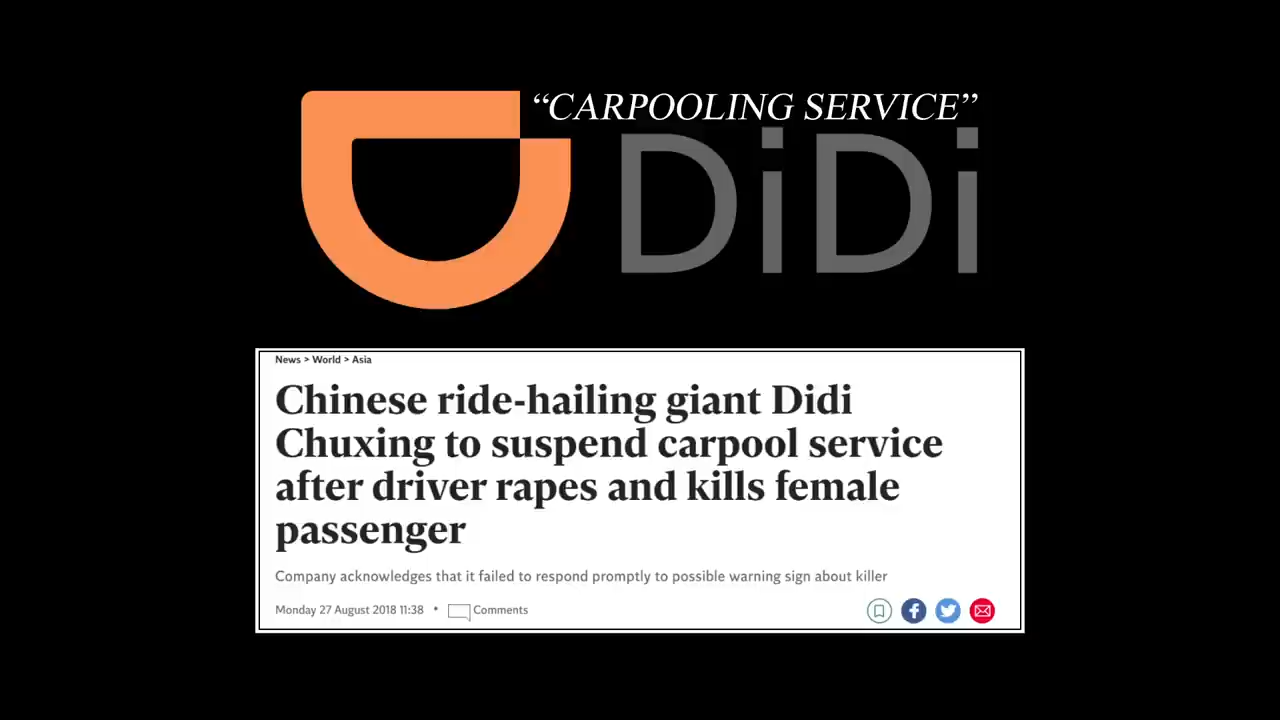 “CARPOOLING SERVICE”
DiDi
News > World > Asia
Chinese ride-hailing giant Didi
Chuxing to suspend carpool service
after driver rapes and kills female
passenger
Company acknowledges that it failed to respond promptly to possible warning sign about killer
Monday 27 August 2018 11:38 • Comments